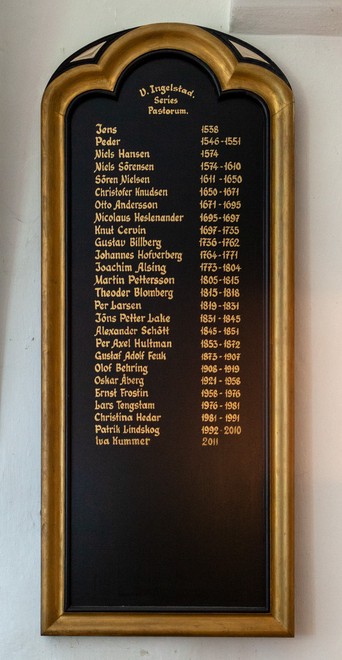 V. Ingelstad.
Series
Pastorum.
Jöns 1538
Peder 1546-1551
Niels Hansen 1574
Niels Sörensen 1574-1610
Sören Nielsen 1611-1650
Christofer Knudsen 1650-1671
Otto Andersson 1671-1695
Nicolaus Heslenander 1695-1697
Knut Cervin 1697-1735
Gustav Billberg 1736-1762
Johannes Hofverberg 1764-1771
Joachim Alsing 1773-1804
Martin Pettersson 1805-1815
Theodor Blomberg 1815-1818
Per Larsen 1819-1831
Jöns Petter Lake 1831-1845
Alexander Schött 1845-1851
Per Axel Hultman 1853-1872
Gustaf Adolf Feuk 1873-1907
Olof Behring 1908-1919
Oskar Åberg 1921-1958
Ernst Frostin 1958-1976
Lars Tengstam 1976-1981
Christina Hedar 1981-1991
Patrik Lindskog 1992-2010
Iva Kummer 2011